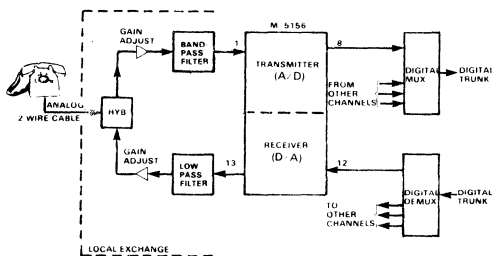 M 5156
GAIN
ADJUST
BAND
PASS
FILTER
1
TRANSMITTER
(A/D)
8
DIGITAL
MUX
DIGITAL
TRUNK
FROM
OTHER
CHANNELS
ANALOG
2 WIRE CABLE
HYB
GAIN
ADJUST
LOW
PASS
FILTER
13
RECEIVER
(D-A)
12
DIGITAL
DEMUX
DIGITAL
TRUNK
TO
OTHER
CHANNELS
LOCAL EXCHANGE